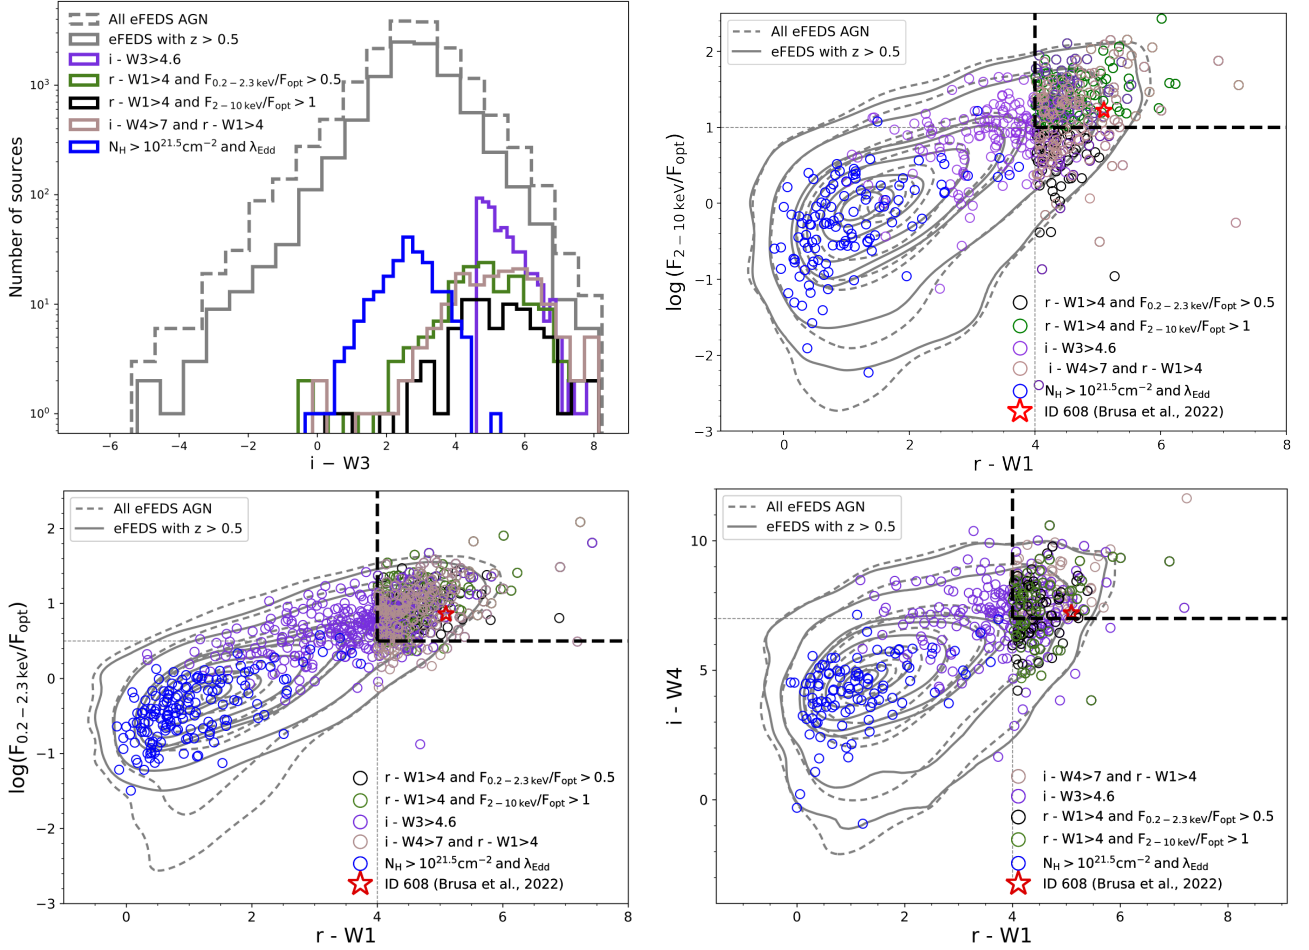 All eFEDS AGN
eFEDS with z > 0.5
i - W3>4.6
r - W1>4 and F0.2 − 2.3 keV/Fopt > 0.5
r - W1>4 and F2 − 10 keV/Fopt > 1
i - W4>7 and r - W1>4
NH > 10^21.5cm^−2 and λEdd
Number of sources
10^3
10^2
10^1
10^0
−6 −4 −2 0 2 4 6 8
i − W3
All eFEDS AGN
eFEDS with z > 0.5
log(F2 − 10 keV/Fopt)
2
1
0
−1
−2
−3
r - W1>4 and F0.2 − 2.3 keV/Fopt > 0.5
r - W1>4 and F2 − 10 keV/Fopt > 1
i - W3>4.6
i - W4>7 and r - W1>4
NH > 10^21.5cm^−2 and λEdd
ID 608 (Brusa et al., 2022)
0 2 4 6 8
r - W1
All eFEDS AGN
eFEDS with z > 0.5
log(F0.2 − 2.3 keV/Fopt)
2
1
0
−1
−2
−3
r - W1>4 and F0.2 − 2.3 keV/Fopt > 0.5
r - W1>4 and F2 − 10 keV/Fopt > 1
i - W3>4.6
i - W4>7 and r - W1>4
NH > 10^21.5cm^−2 and λEdd
ID 608 (Brusa et al., 2022)
0 2 4 6 8
r - W1
All eFEDS AGN
eFEDS with z > 0.5
i - W4
10
5
0
i - W4>7 and r - W1>4
i - W3>4.6
r - W1>4 and F0.2 − 2.3 keV/Fopt > 0.5
r - W1>4 and F2 − 10 keV/Fopt > 1
NH > 10^21.5cm^−2 and λEdd
ID 608 (Brusa et al., 2022)
0 2 4 6 8
r - W1